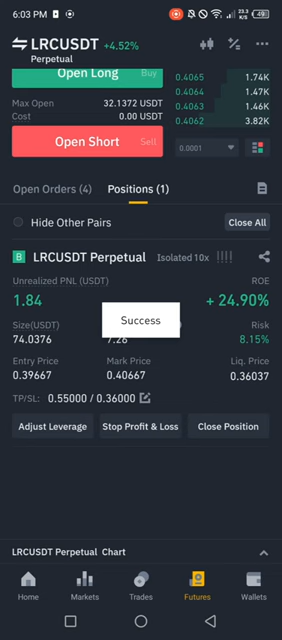 6:03 PM
23.3
K/s
49
LRCUSDT +4.52%
Perpetual
Open Long Buy
0.4065 1.74K
0.4064 1.47K
0.4063 1.46K
0.4062 3.82K
Max Open 32.1372 USDT
Cost 0.00 USDT
Open Short Sell
0.0001
Open Orders (4) Positions (1)
Hide Other Pairs Close All
B LRCUSDT Perpetual Isolated 10x
Unrealized PNL (USDT) ROE
1.84 + 24.90%
Success
Size(USDT) Risk
74.0376 7.26 8.15%
Entry Price Mark Price Liq. Price
0.39667 0.40667 0.36037
TP/SL: 0.55000 / 0.36000
Adjust Leverage Stop Profit & Loss Close Position
LRCUSDT Perpetual Chart
Home Markets Trades Futures Wallets